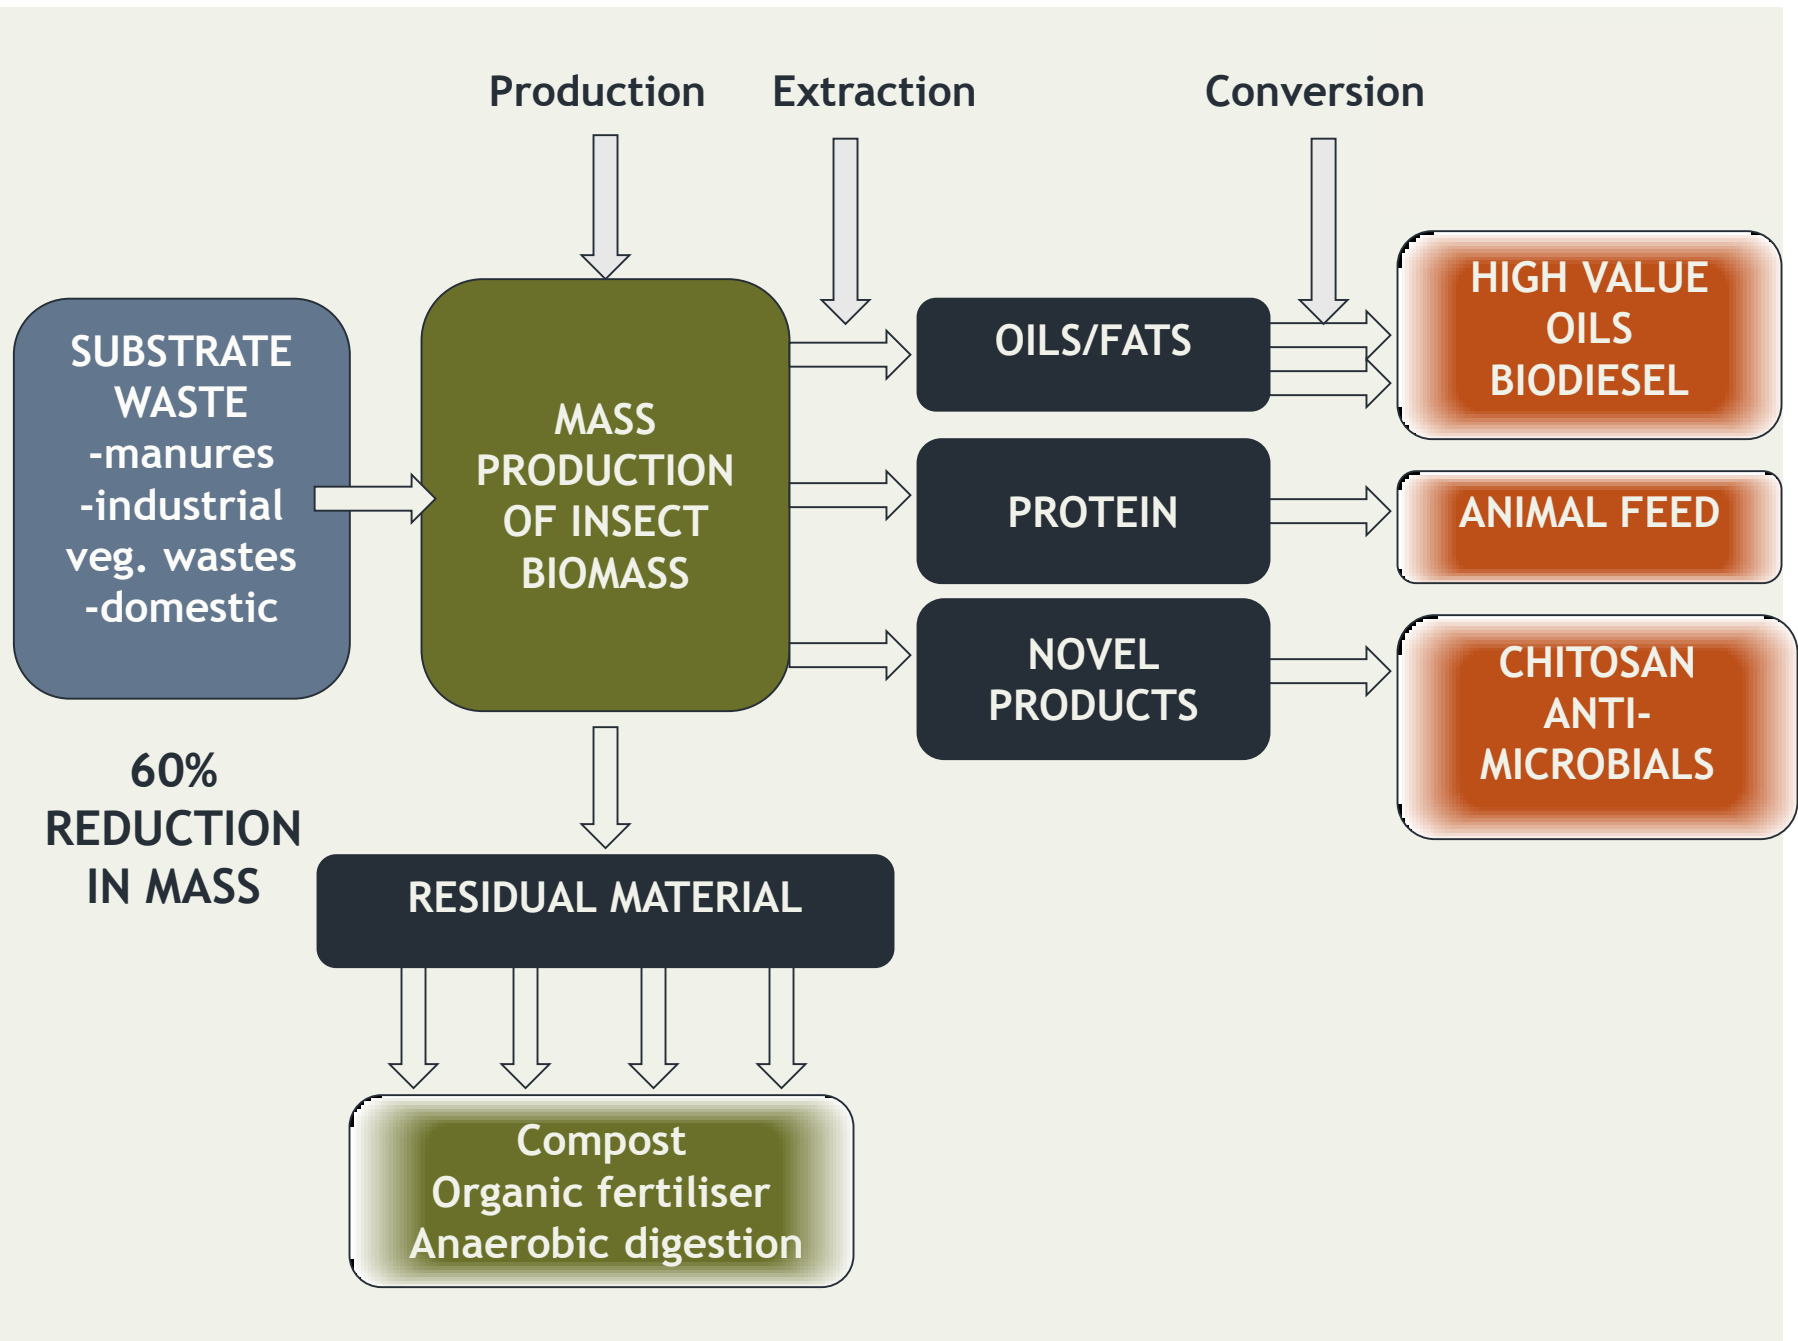 Production
Extraction
Conversion
SUBSTRATE
WASTE
-manures
-industrial
veg. wastes
-domestic
MASS
PRODUCTION
OF INSECT
BIOMASS
OILS/FATS
HIGH VALUE
OILS
BIODIESEL
PROTEIN
ANIMAL FEED
NOVEL
PRODUCTS
CHITOSAN
ANTI-
MICROBIALS
60%
REDUCTION
IN MASS
RESIDUAL MATERIAL
Compost
Organic fertiliser
Anaerobic digestion